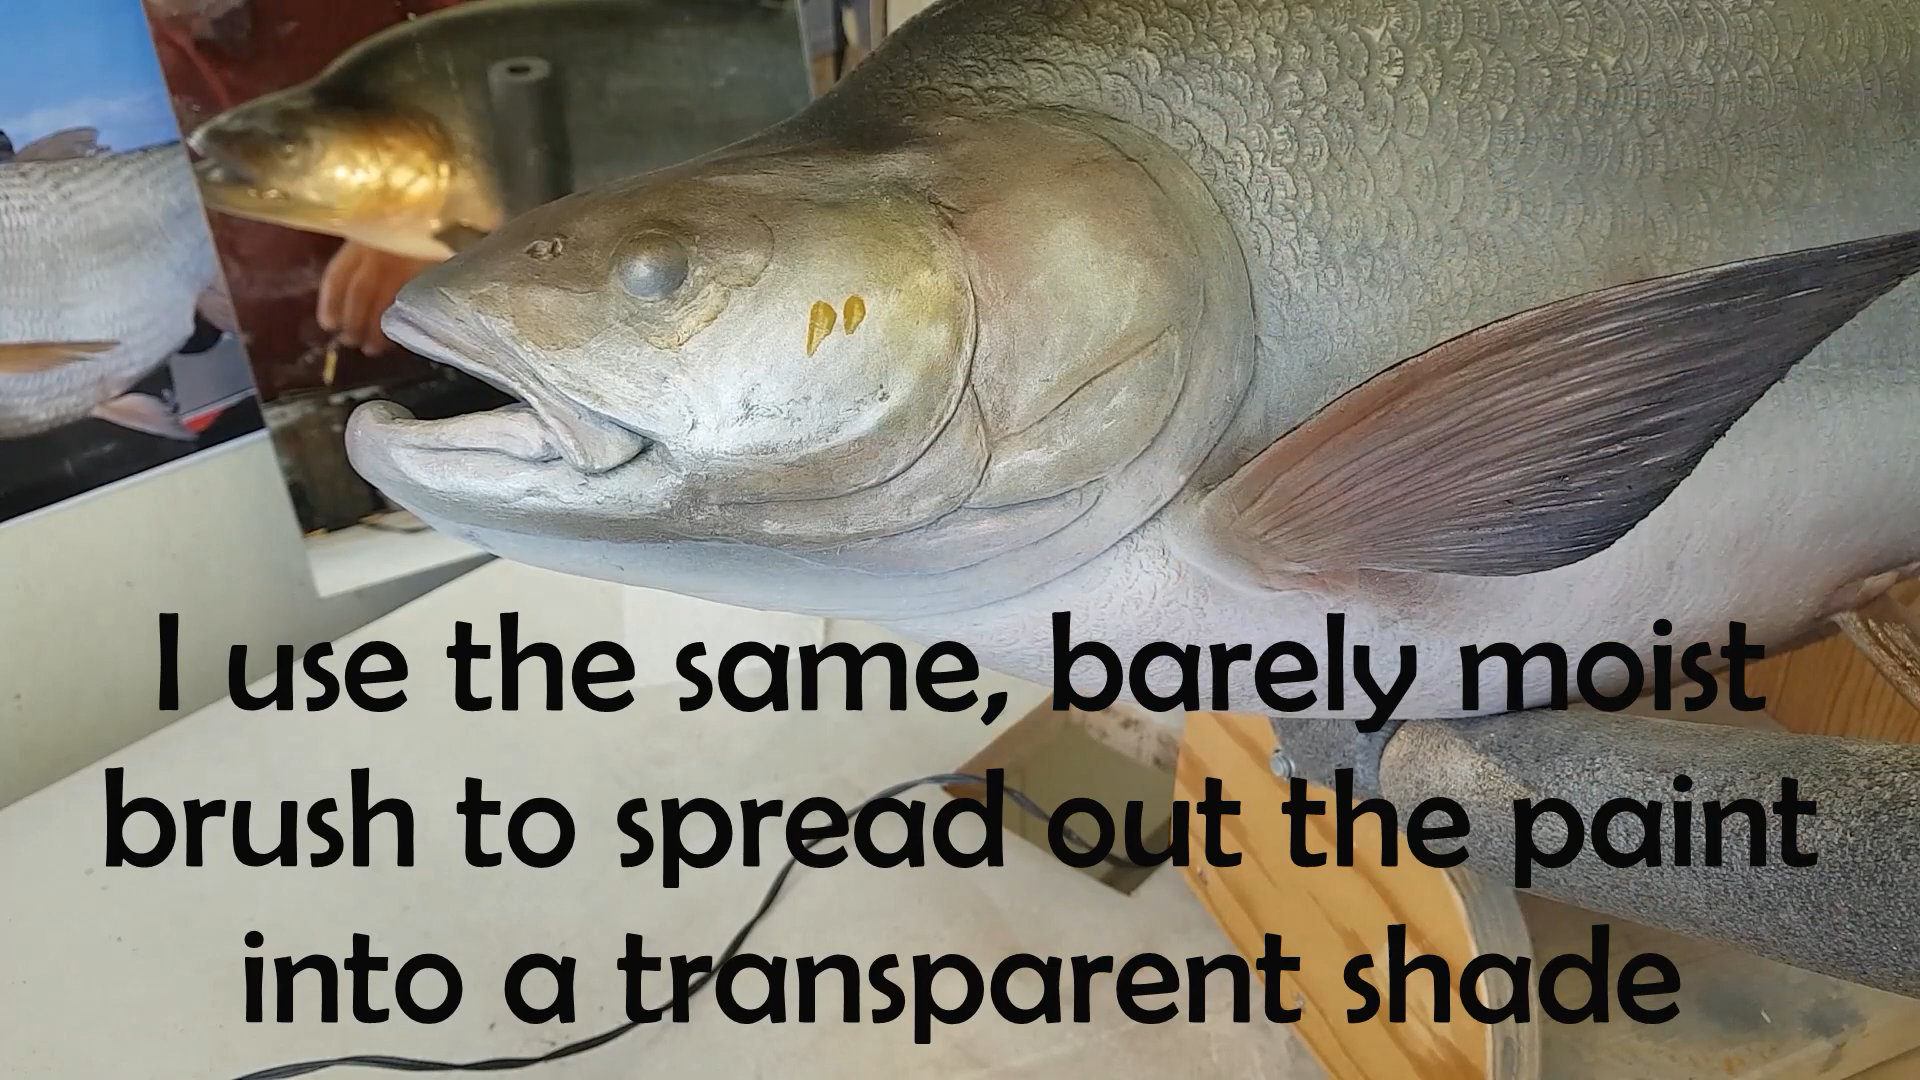 I use the same, barely moist
brush to spread out the paint
into a transparent shade